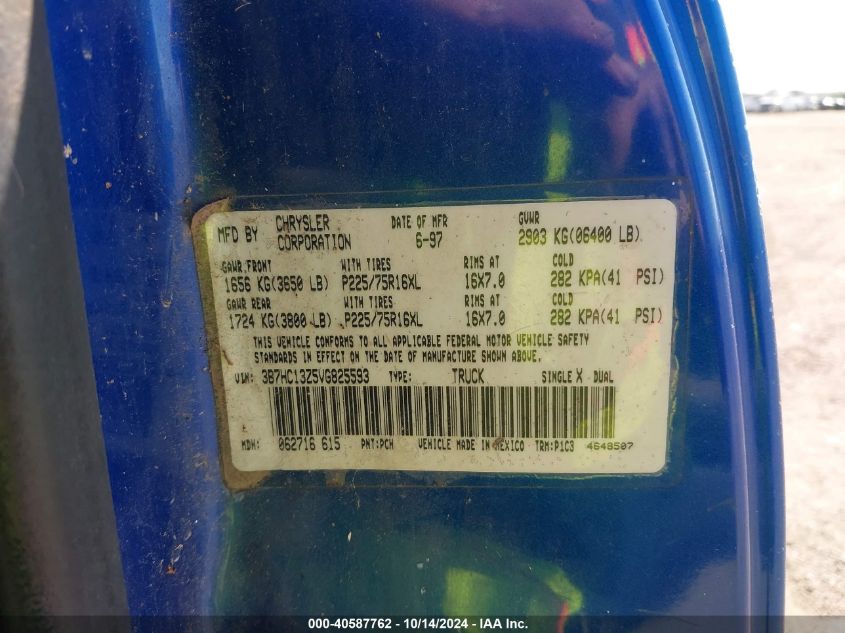 MFD BY CHRYSLER CORPORATION DATE OF MFR 6-97 GVWR 2903 KG(06400 LB)
GAWR FRONT WITH TIRES RIMS AT COLD
1656 KG(3650 LB) P225/75R16XL 16X7.0 282 KPA(41 PSI)
GAWR REAR WITH TIRES RIMS AT COLD
1724 KG(3800 LB) P225/75R16XL 16X7.0 282 KPA(41 PSI)
THIS VEHICLE CONFORMS TO ALL APPLICABLE FEDERAL MOTOR VEHICLE SAFETY
STANDARDS IN EFFECT ON THE DATE OF MANUFACTURE SHOWN ABOVE.
VIN: 3B7HC13Z5VG825593 TYPE: TRUCK SINGLE X DUAL
MDH: 062716 615 PNT:PCH VEHICLE MADE IN MEXICO TRM:P1C3 4648507
000-40587762 - 10/14/2024 - IAA Inc.